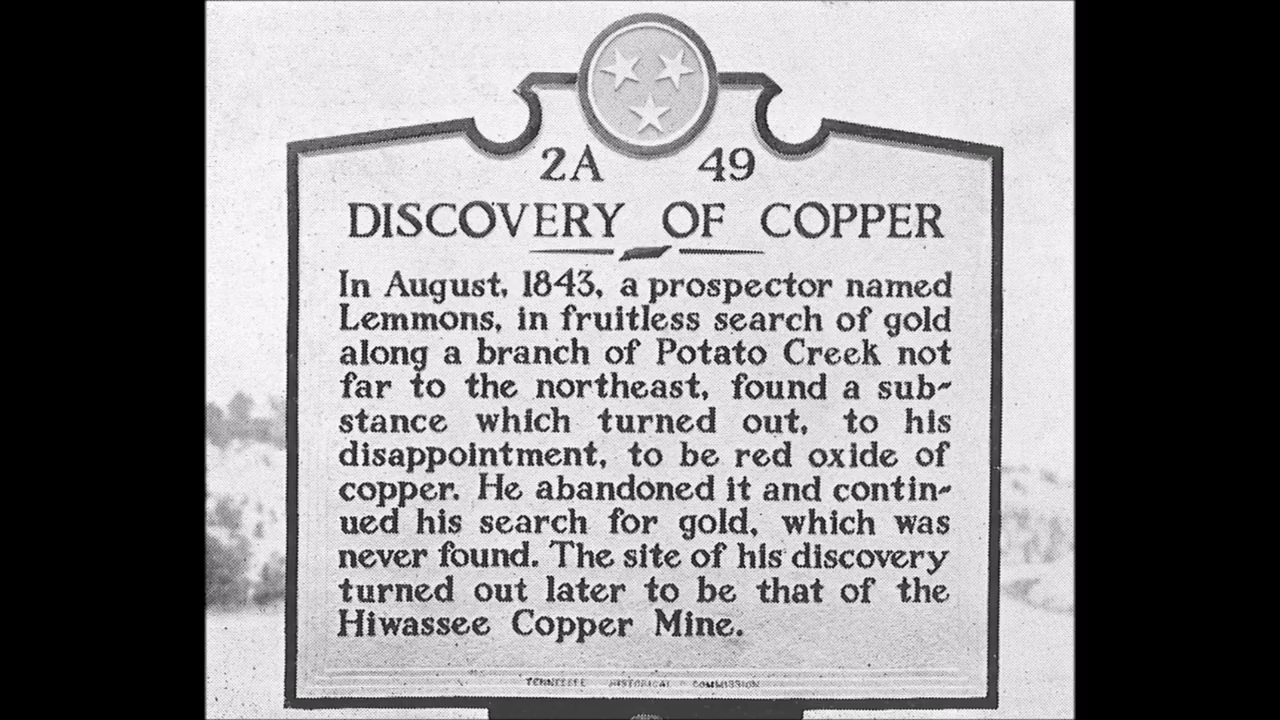 2A 49
DISCOVERY OF COPPER
In August, 1843, a prospector named
Lemmons, in fruitless search of gold
along a branch of Potato Creek not
far to the northeast, found a sub-
stance which turned out, to his
disappointment, to be red oxide of
copper. He abandoned it and contin-
ued his search for gold, which was
never found. The site of his discovery
turned out later to be that of the
Hiwassee Copper Mine.
TENNESSEE HISTORICAL COMMISSION